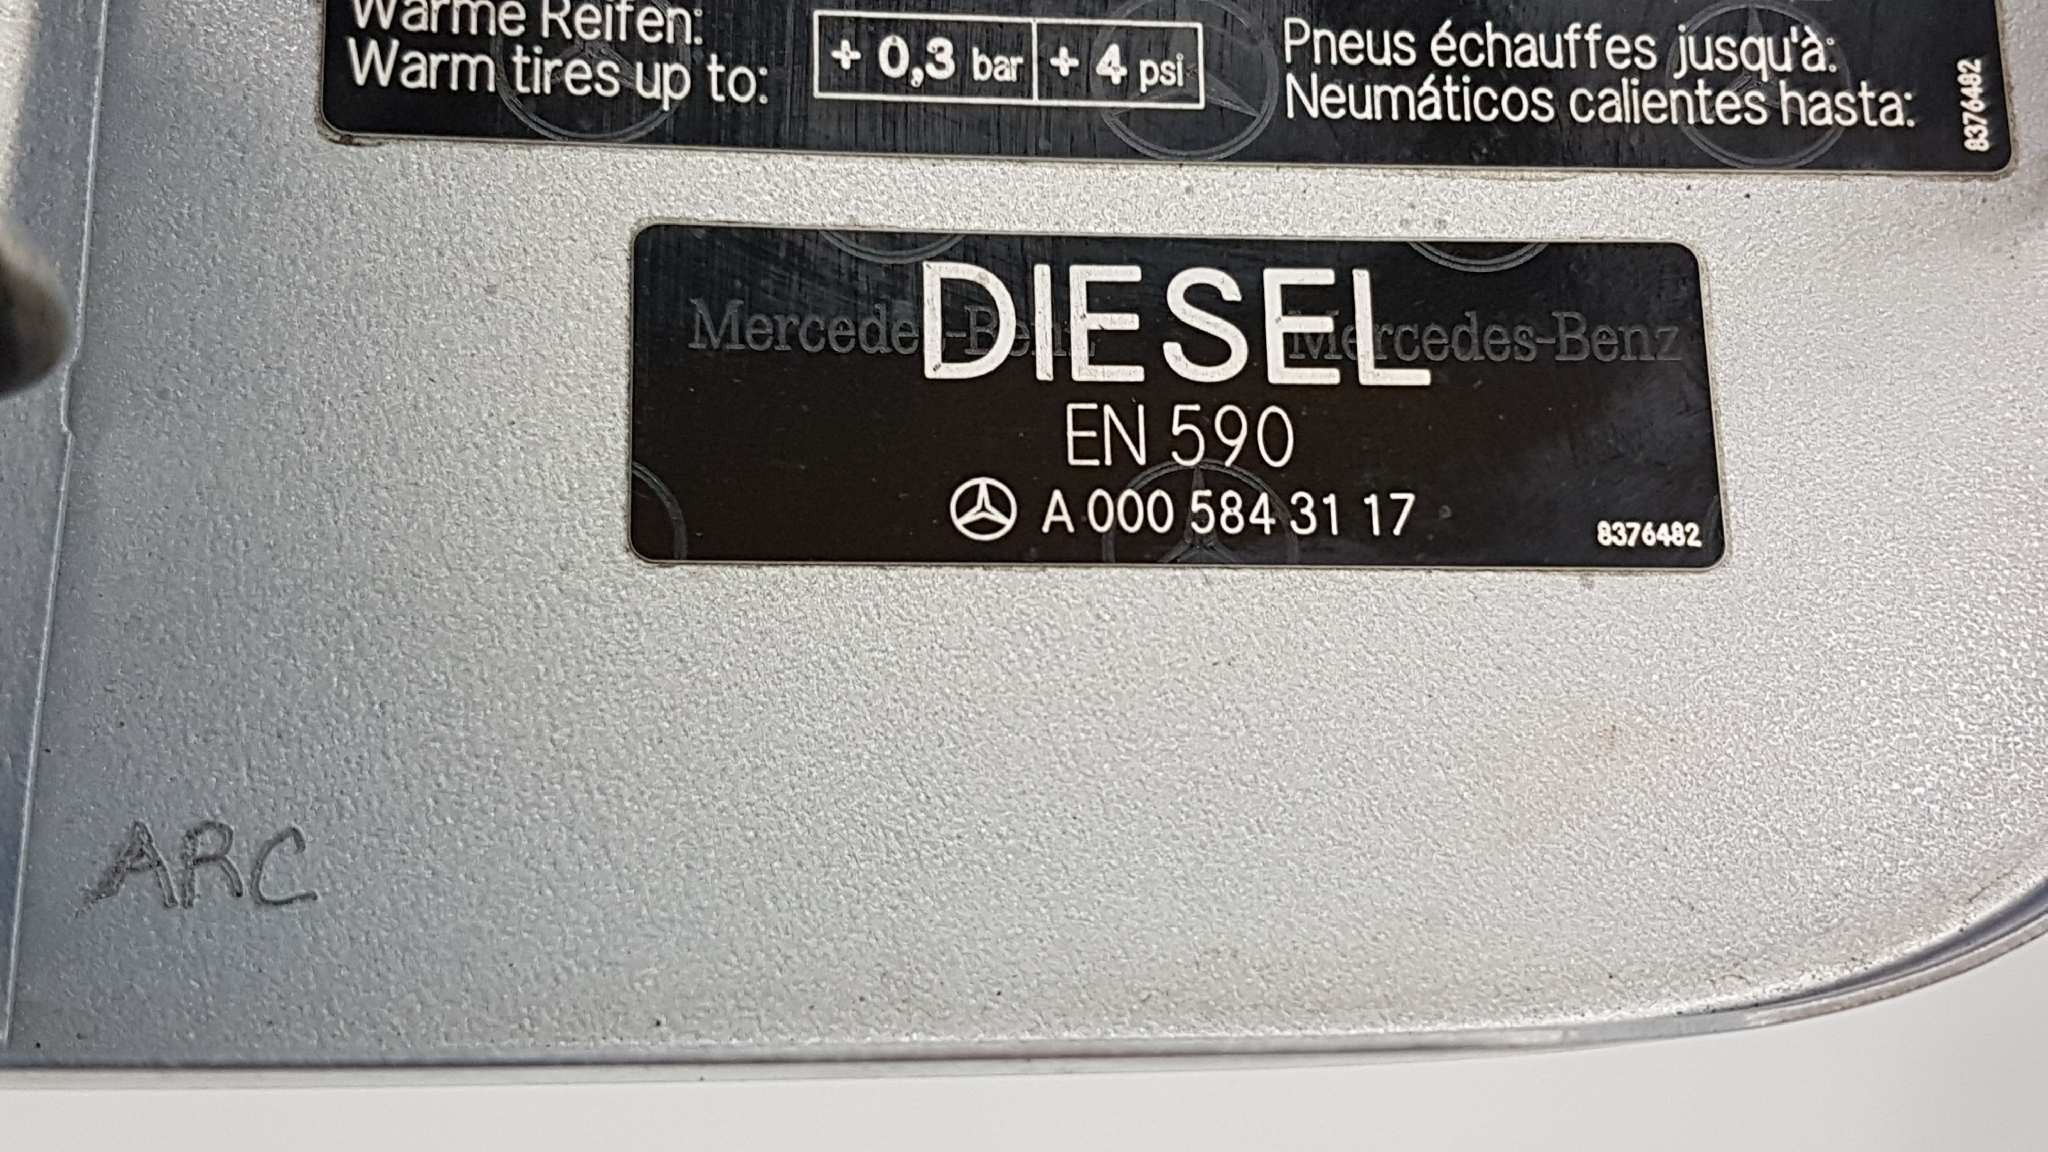 Warme Reifen:
Warm tires up to:
+ 0,3 bar + 4 psi
Pneus échauffes jusqu'à:
Neumáticos calientes hasta:
8376482
Mercedes-Benz Mercedes-Benz
DIESEL
EN 590
A 000 584 31 17
8376482
ARC